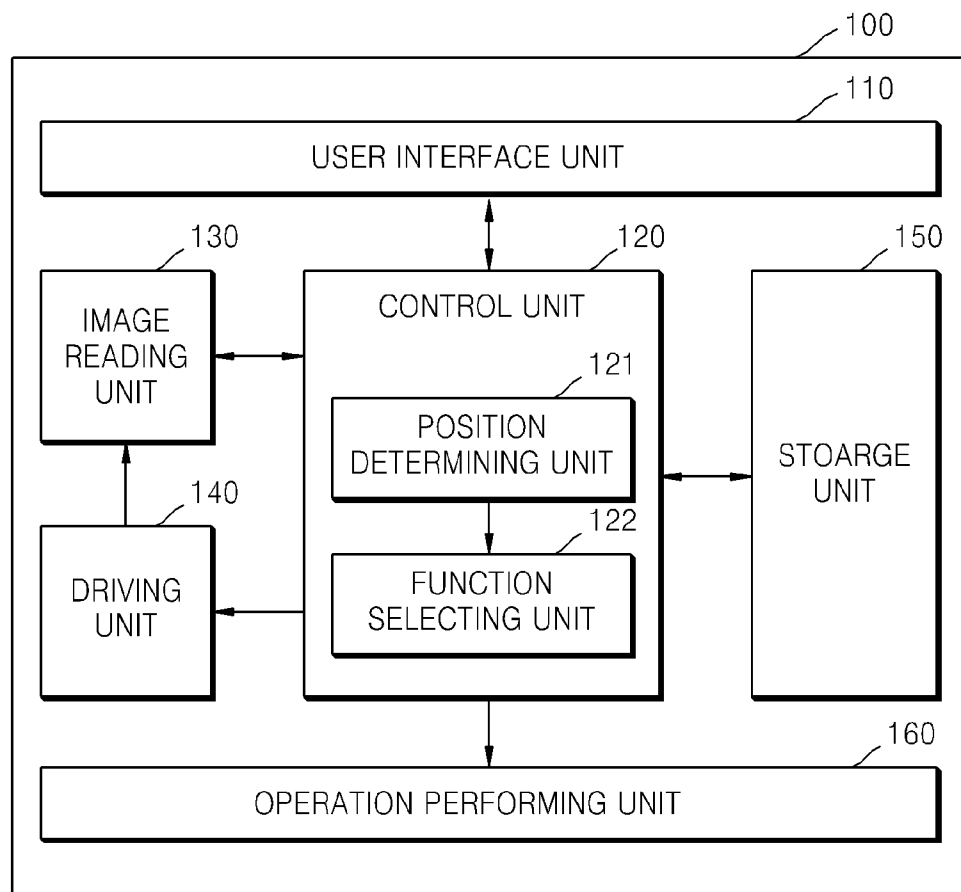 100
110
USER INTERFACE UNIT
130
120
150
IMAGE
READING
UNIT
CONTROL UNIT
121
POSITION
DETERMINING UNIT
STOARGE
UNIT
140
122
DRIVING
UNIT
FUNCTION
SELECTING UNIT
160
OPERATION PERFORMING UNIT